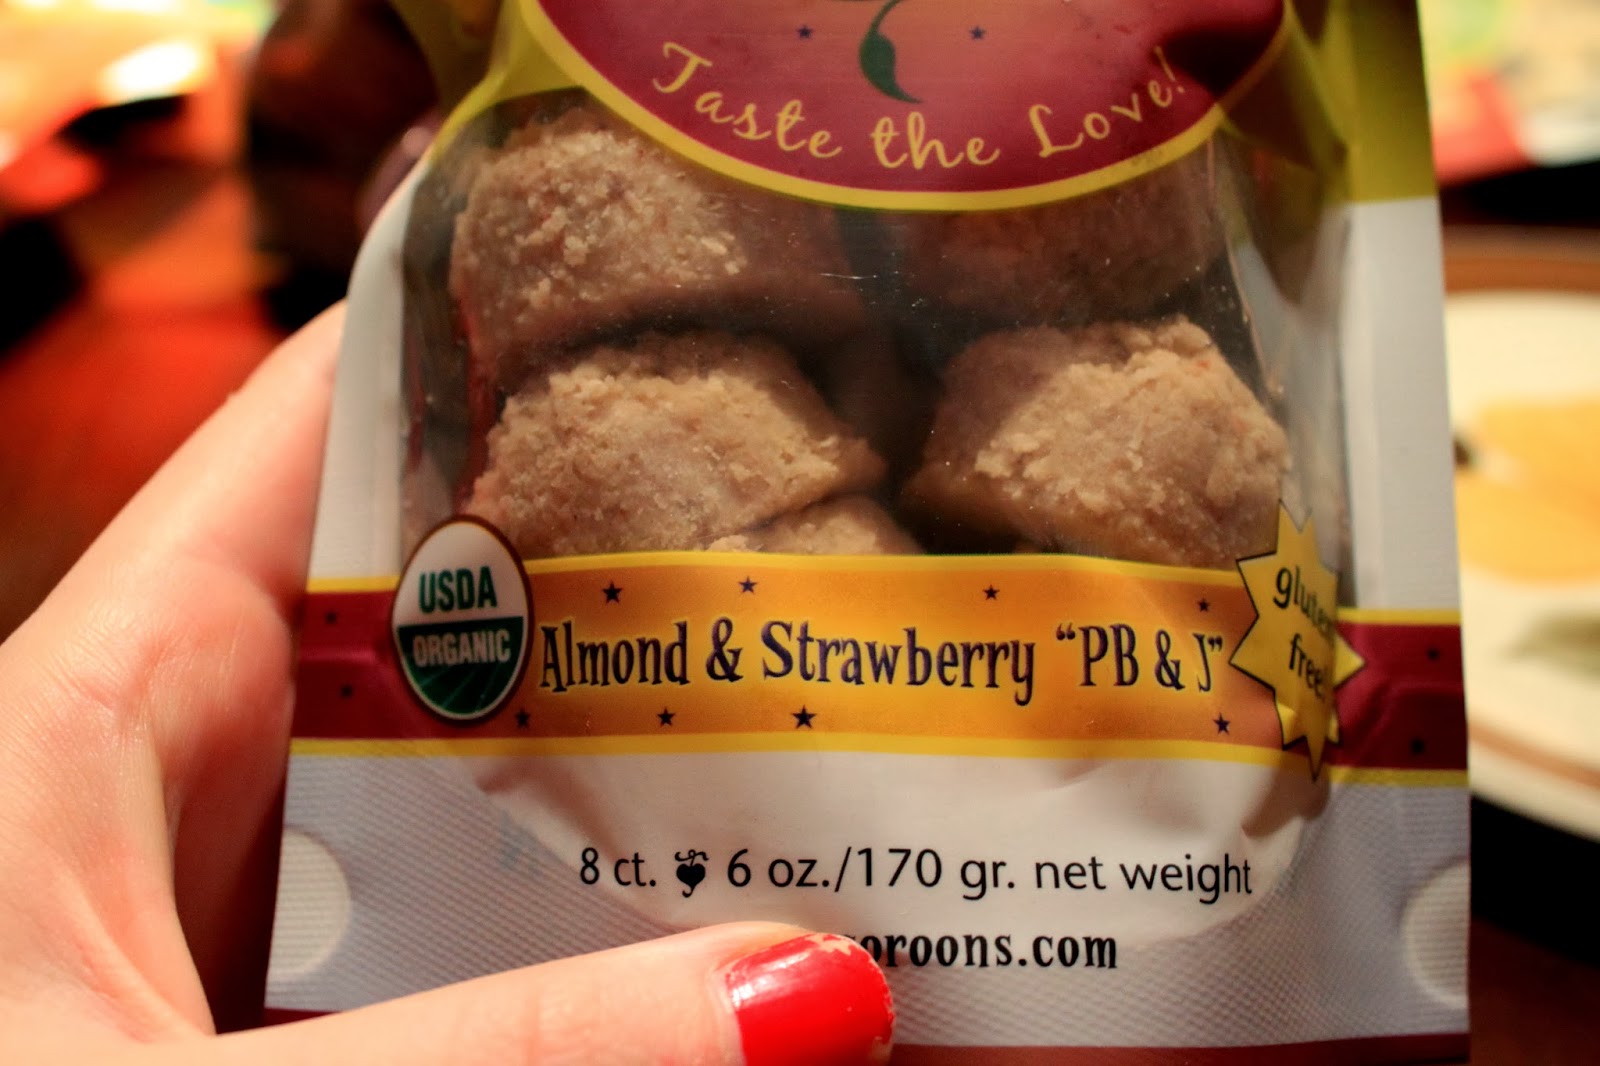 Taste the Love!
USDA
ORGANIC
Almond & Strawberry “PB & J”
gluten
free!
8 ct. 6 oz./170 gr. net weight
oroons.com